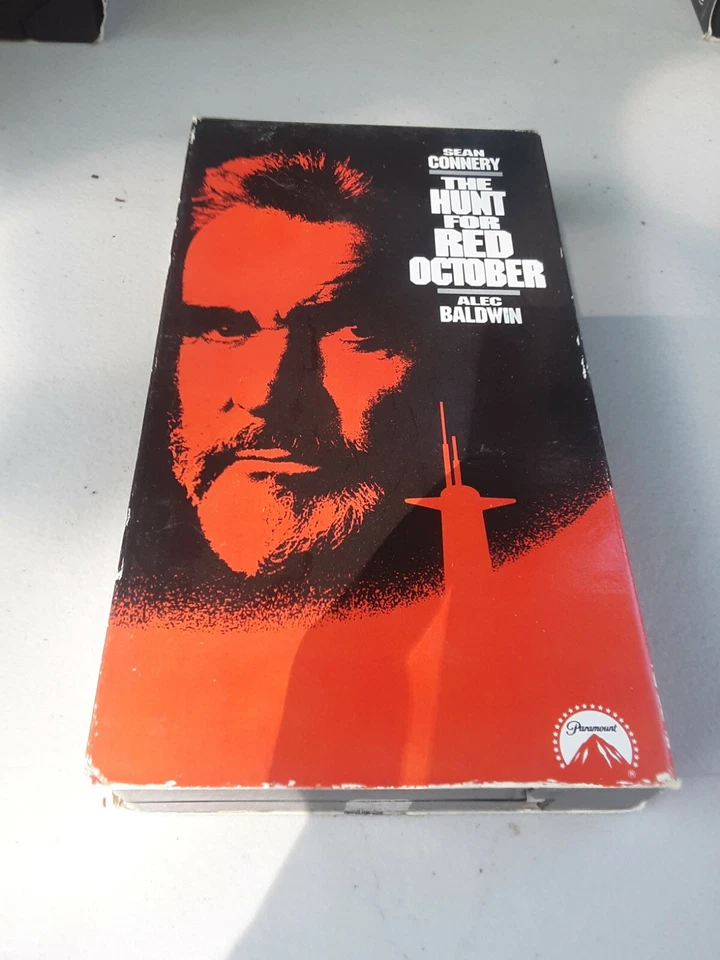 SEAN
CONNERY
THE
HUNT
FOR
RED
OCTOBER
ALEC
BALDWIN
Paramount
®